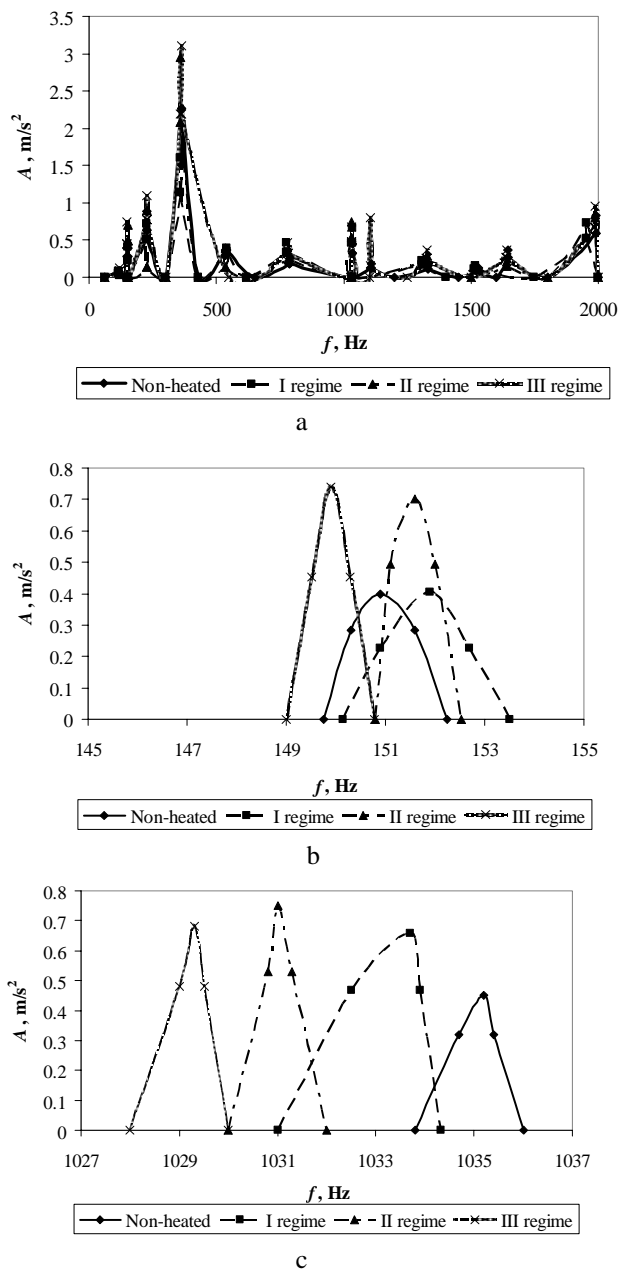 3.5
3
2.5
2
1.5
1
0.5
0
A, m/s²
0 500 1000 1500 2000
f, Hz
Non-heated I regime II regime III regime
a
0.8
0.7
0.6
0.5
0.4
0.3
0.2
0.1
0
A, m/s²
145 147 149 151 153 155
f, Hz
Non-heated I regime II regime III regime
b
0.8
0.7
0.6
0.5
0.4
0.3
0.2
0.1
0
A, m/s²
1027 1029 1031 1033 1035 1037
f, Hz
Non-heated I regime II regime III regime
c